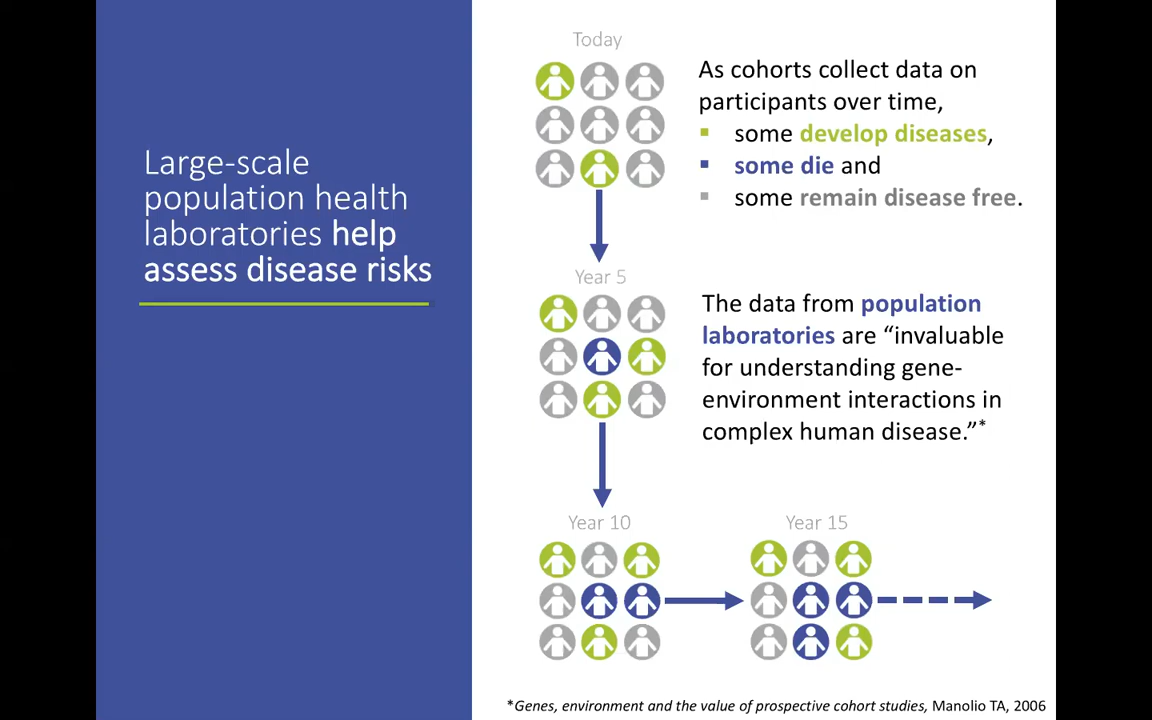 Large-scale
population health
laboratories help
assess disease risks
Today
As cohorts collect data on
participants over time,
▪ some develop diseases,
▪ some die and
▪ some remain disease free.
Year 5
The data from population
laboratories are “invaluable
for understanding gene-
environment interactions in
complex human disease.”*
Year 10
Year 15
*Genes, environment and the value of prospective cohort studies, Manolio TA, 2006